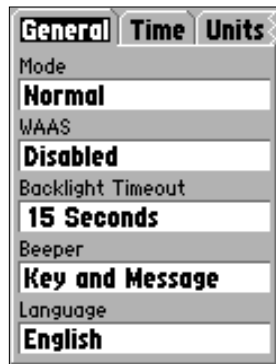 General Time Units
Mode
Normal
WAAS
Disabled
Backlight Timeout
15 Seconds
Beeper
Key and Message
Language
English